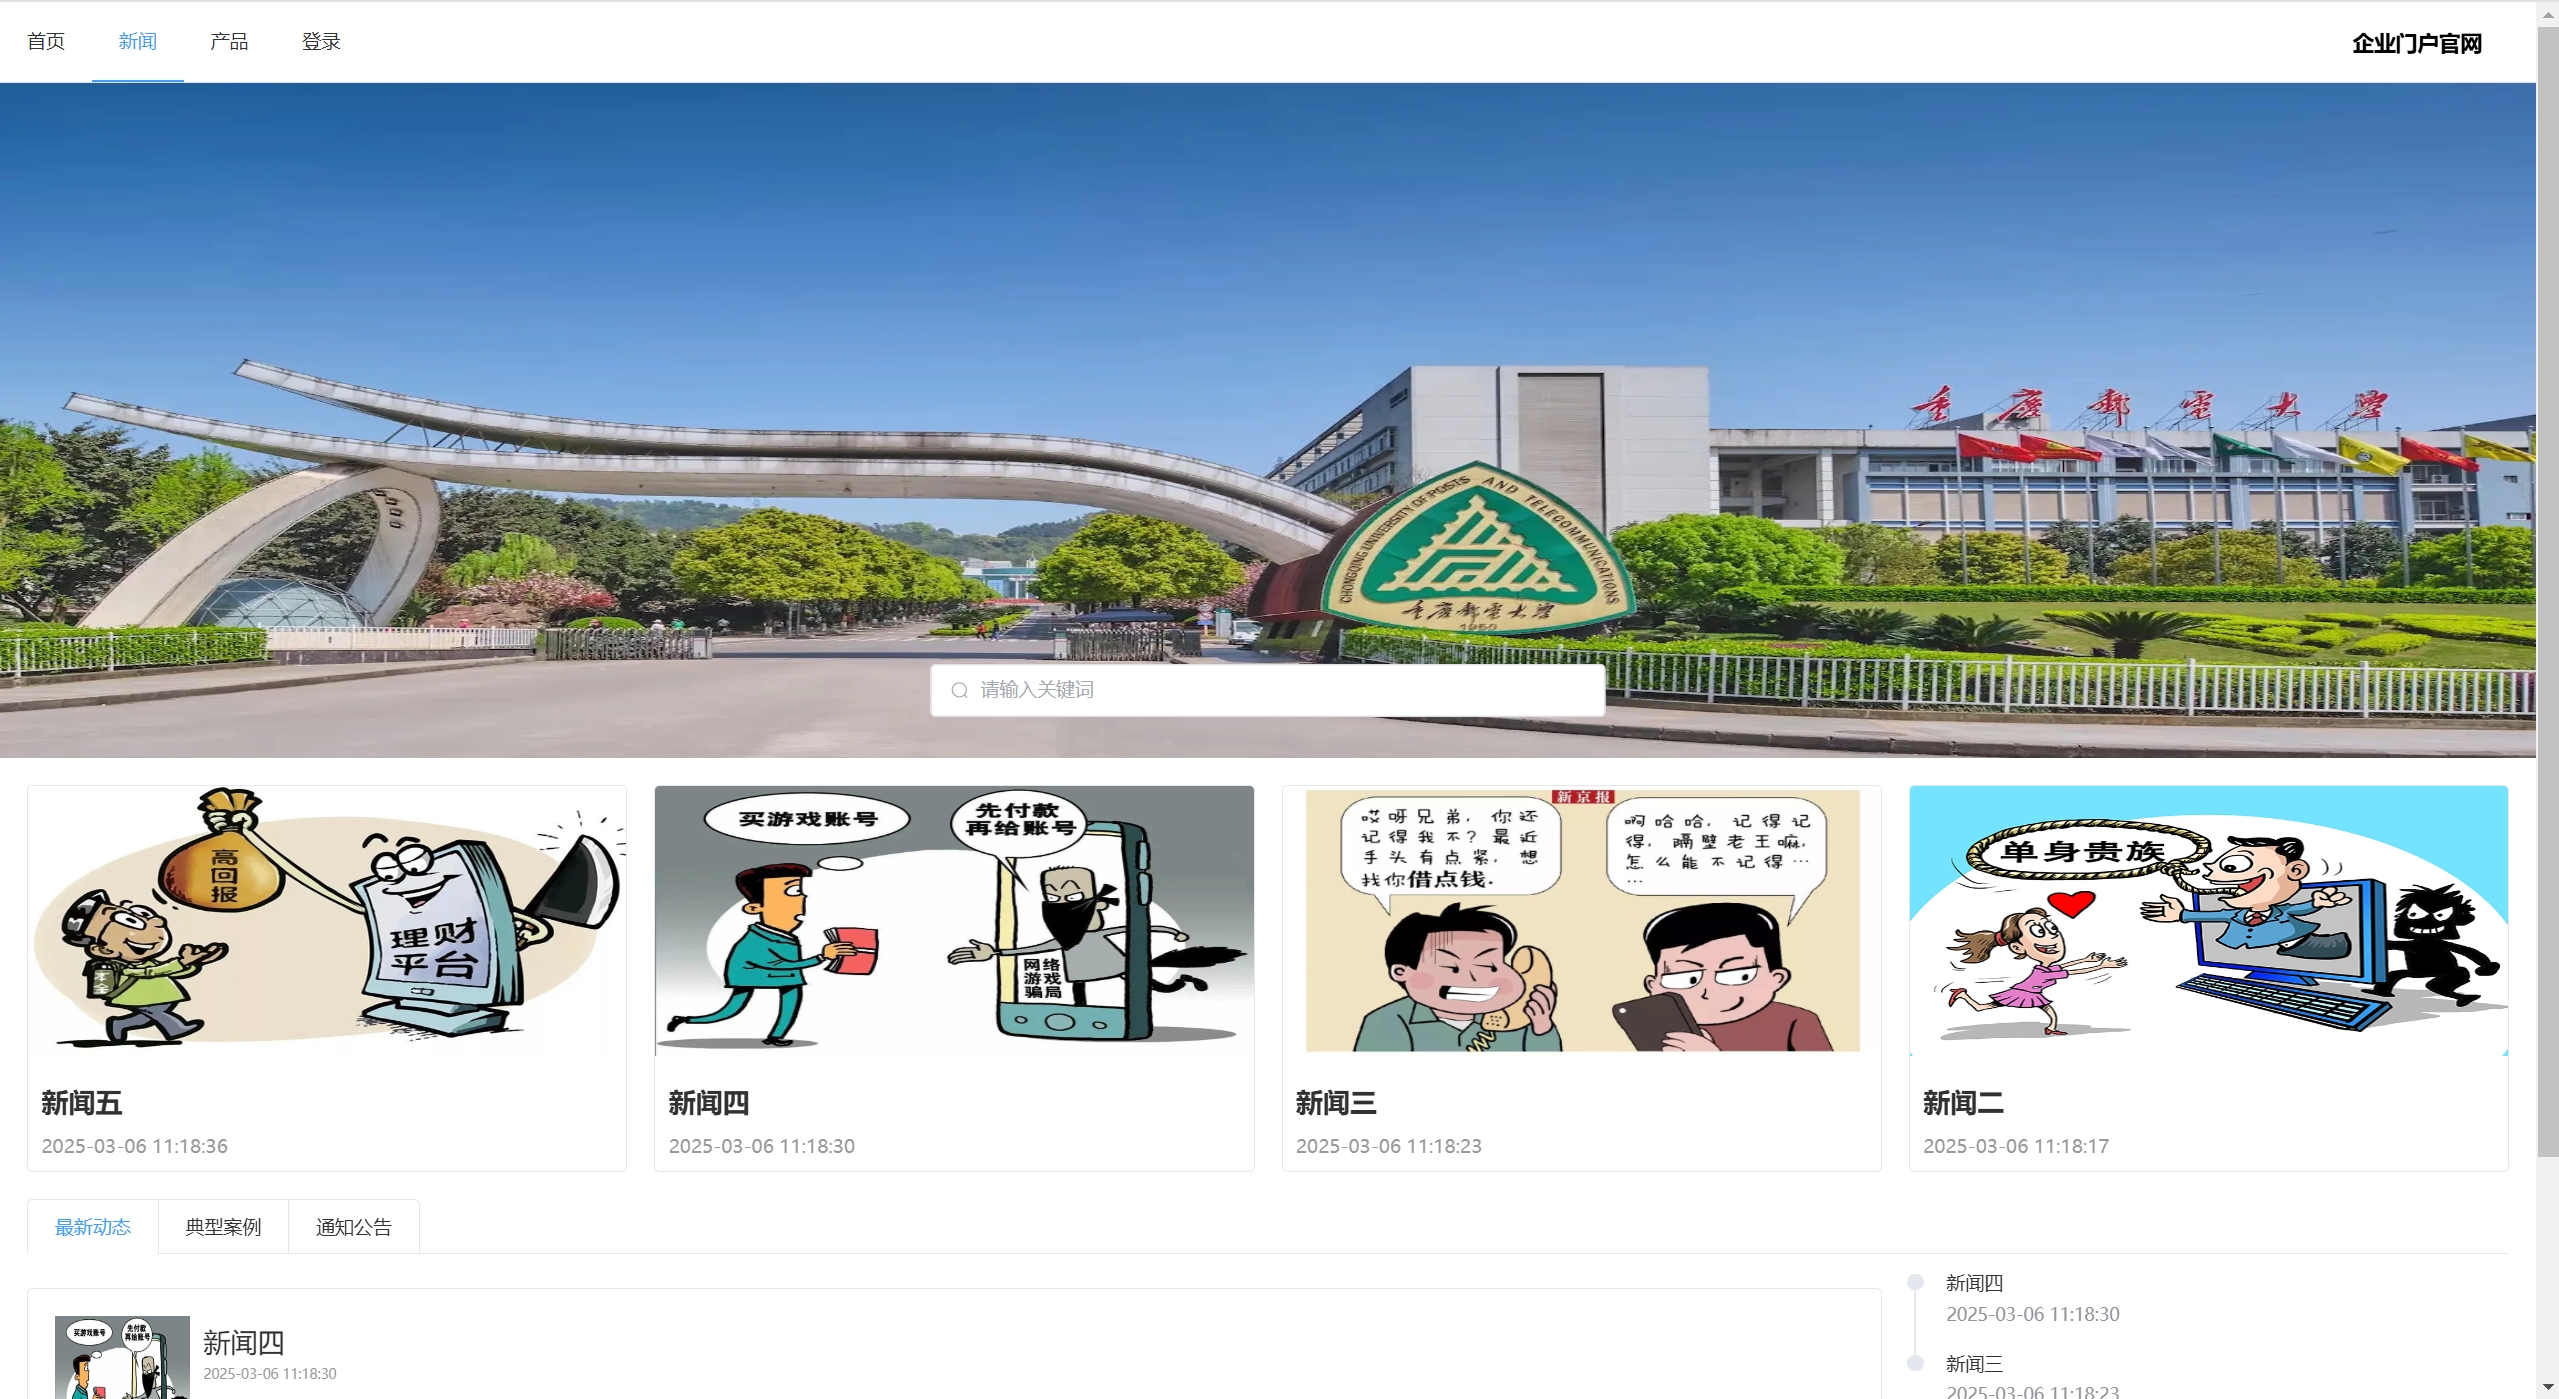 首页
新闻
产品
登录
企业门户官网
重庆邮电大学
CHONGQING UNIVERSITY OF POSTS AND TELECOMMUNICATIONS
重庆邮电大学
1950
请输入关键词
高回报
理财
平台
本金
新闻五
2025-03-06 11:18:36
买游戏账号
先付款
再给账号
网络
游戏
骗局
新闻四
2025-03-06 11:18:30
新京报
哎呀兄弟,你还
记得我不?最近
手头有点紧,想
找你借点钱.
啊哈哈,记得记
得,隔壁老王嘛,
怎么能不记得…
…
新闻三
2025-03-06 11:18:23
单身贵族
新闻二
2025-03-06 11:18:17
最新动态
典型案例
通知公告
买游戏账号
先付款
再给账号
新闻四
2025-03-06 11:18:30
新闻四
2025-03-06 11:18:30
新闻三
2025-03-06 11:18:23